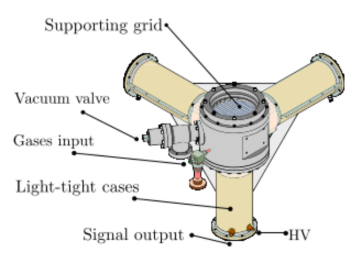 Supporting grid
Vacuum valve
Gases input
Light-tight cases
Signal output
HV